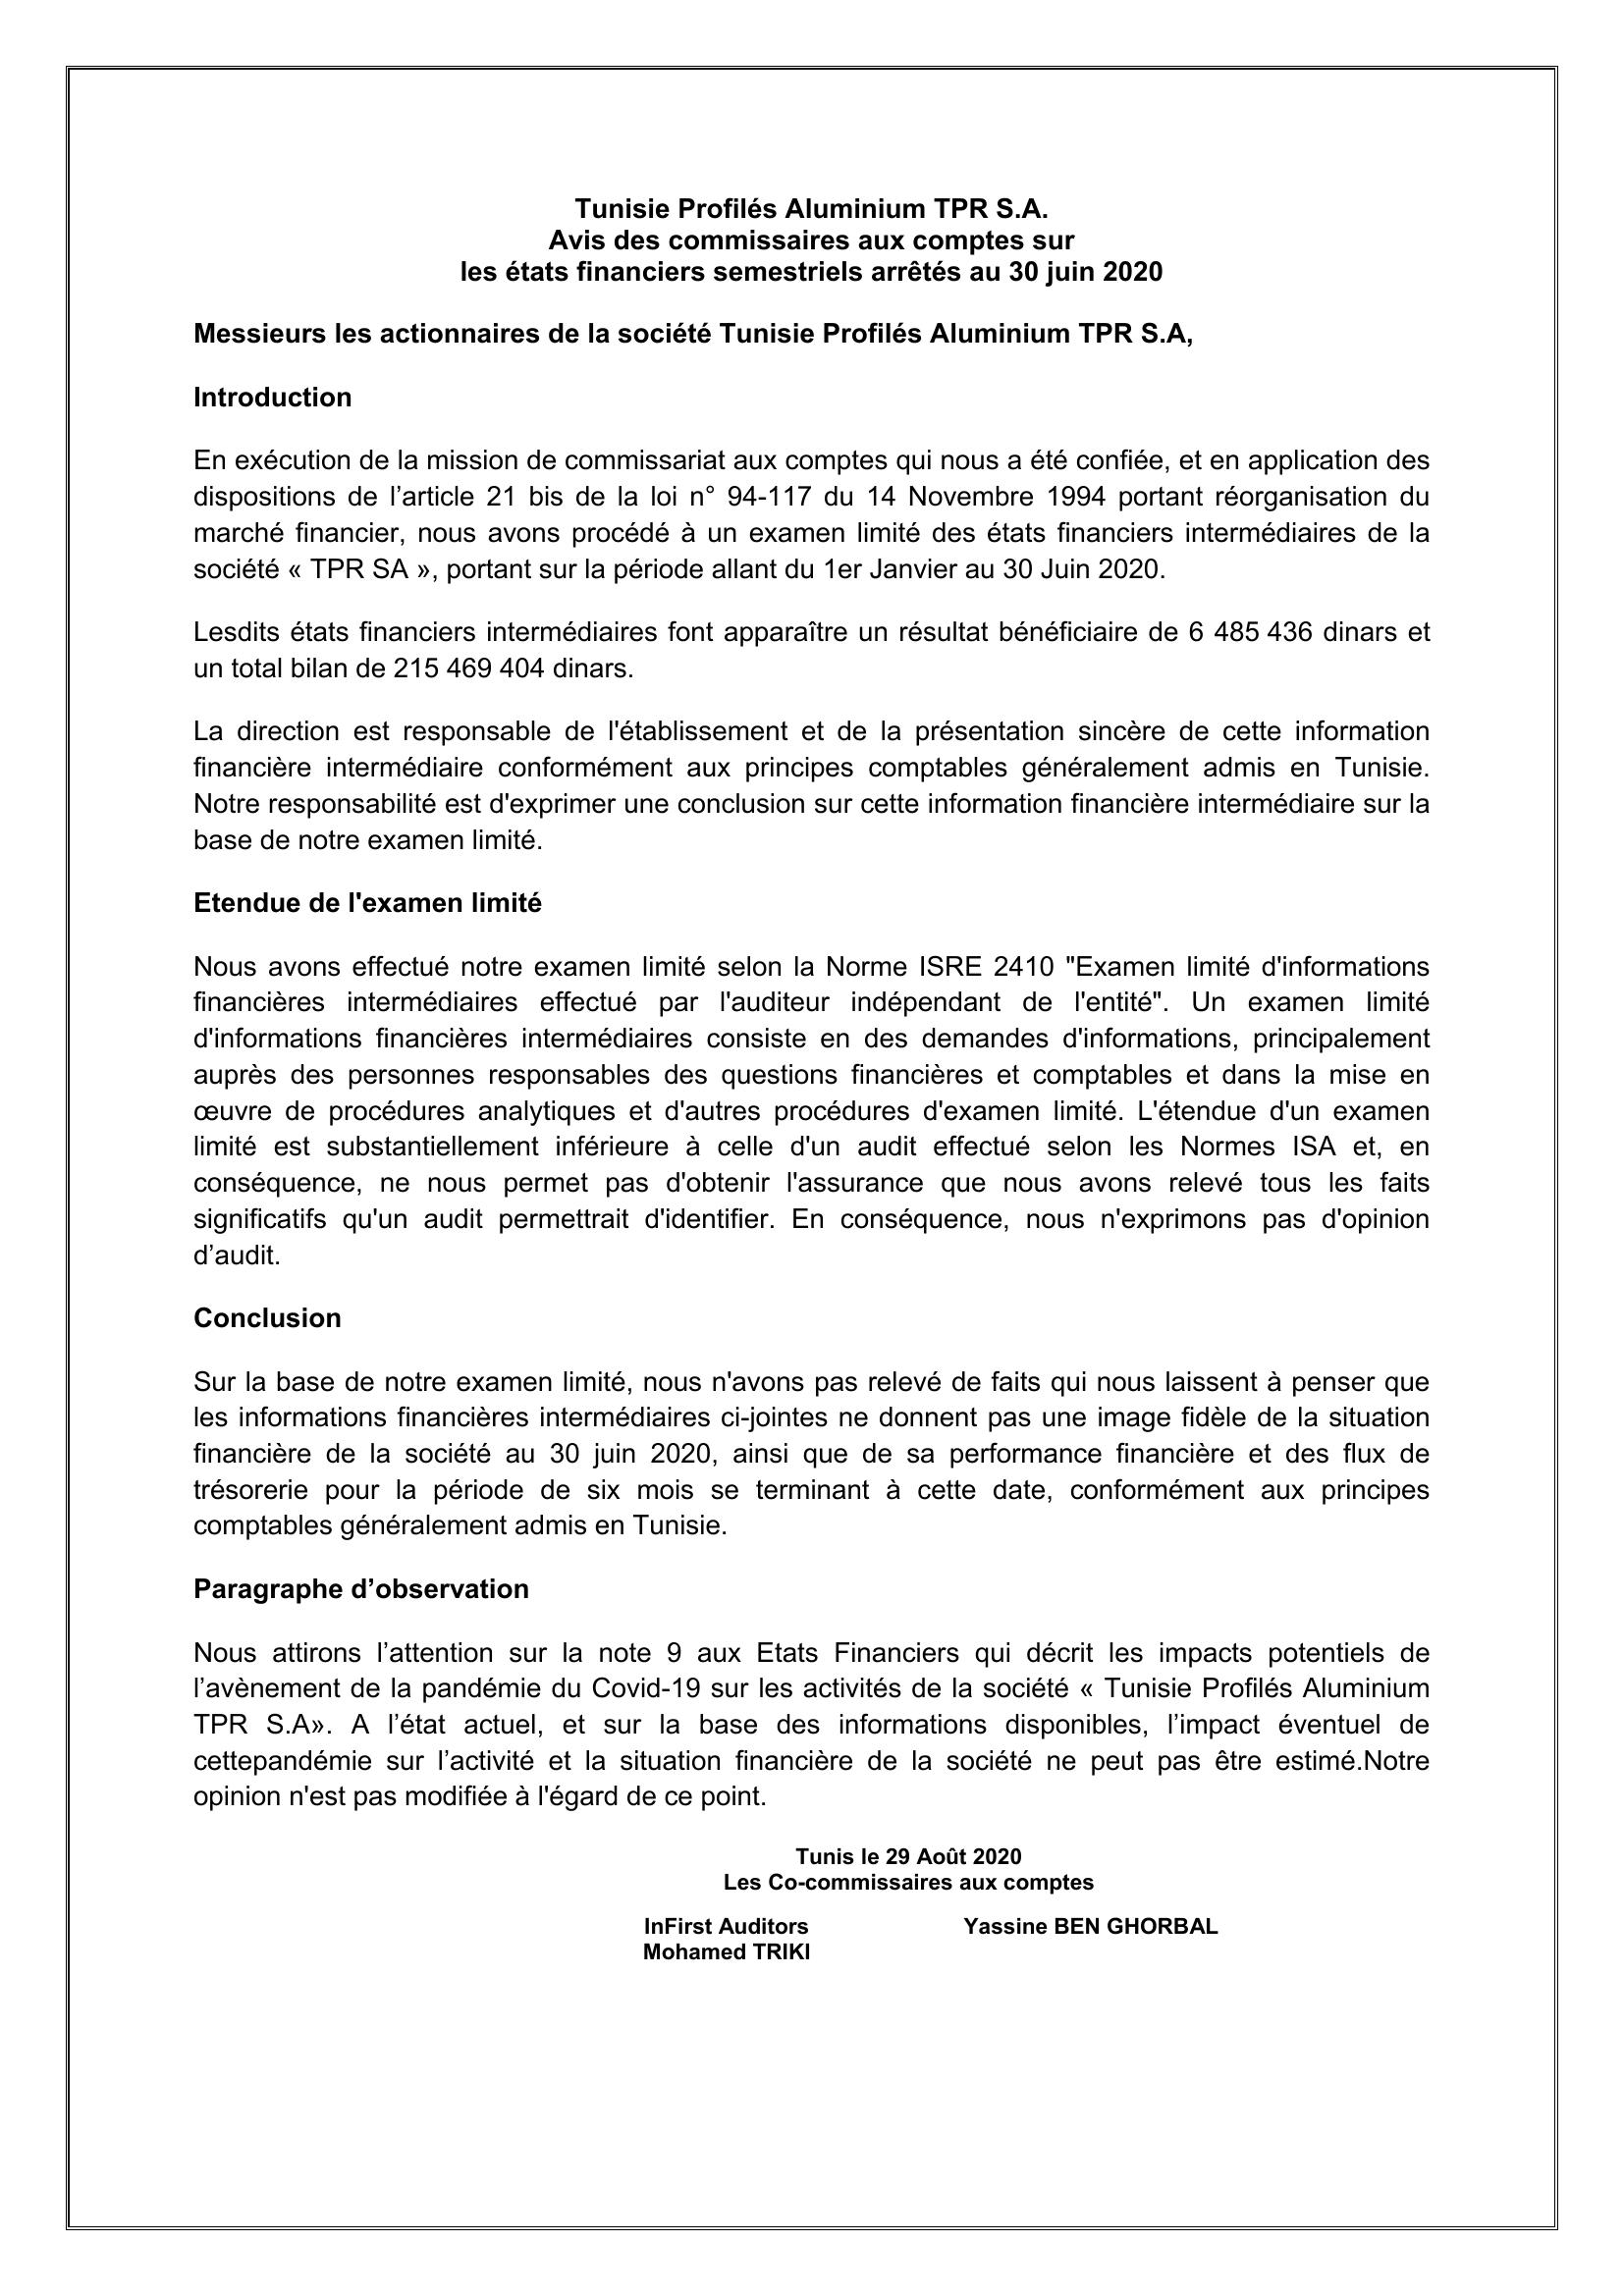 Tunisie Profilés Aluminium TPR S.A.
Avis des commissaires aux comptes sur
les états financiers semestriels arrêtés au 30 juin 2020
Messieurs les actionnaires de la société Tunisie Profilés Aluminium TPR S.A,
Introduction
En exécution de la mission de commissariat aux comptes qui nous a été confiée, et en application des
dispositions de l’article 21 bis de la loi n° 94-117 du 14 Novembre 1994 portant réorganisation du
marché financier, nous avons procédé à un examen limité des états financiers intermédiaires de la
société « TPR SA », portant sur la période allant du 1er Janvier au 30 Juin 2020.
Lesdits états financiers intermédiaires font apparaître un résultat bénéficiaire de 6 485 436 dinars et
un total bilan de 215 469 404 dinars.
La direction est responsable de l'établissement et de la présentation sincère de cette information
financière intermédiaire conformément aux principes comptables généralement admis en Tunisie.
Notre responsabilité est d'exprimer une conclusion sur cette information financière intermédiaire sur la
base de notre examen limité.
Etendue de l'examen limité
Nous avons effectué notre examen limité selon la Norme ISRE 2410 "Examen limité d'informations
financières intermédiaires effectué par l'auditeur indépendant de l'entité". Un examen limité
d'informations financières intermédiaires consiste en des demandes d'informations, principalement
auprès des personnes responsables des questions financières et comptables et dans la mise en
œuvre de procédures analytiques et d'autres procédures d'examen limité. L'étendue d'un examen
limité est substantiellement inférieure à celle d'un audit effectué selon les Normes ISA et, en
conséquence, ne nous permet pas d'obtenir l'assurance que nous avons relevé tous les faits
significatifs qu'un audit permettrait d'identifier. En conséquence, nous n'exprimons pas d'opinion
d’audit.
Conclusion
Sur la base de notre examen limité, nous n'avons pas relevé de faits qui nous laissent à penser que
les informations financières intermédiaires ci-jointes ne donnent pas une image fidèle de la situation
financière de la société au 30 juin 2020, ainsi que de sa performance financière et des flux de
trésorerie pour la période de six mois se terminant à cette date, conformément aux principes
comptables généralement admis en Tunisie.
Paragraphe d’observation
Nous attirons l’attention sur la note 9 aux Etats Financiers qui décrit les impacts potentiels de
l’avènement de la pandémie du Covid-19 sur les activités de la société « Tunisie Profilés Aluminium
TPR S.A». A l’état actuel, et sur la base des informations disponibles, l’impact éventuel de
cettepandémie sur l’activité et la situation financière de la société ne peut pas être estimé.Notre
opinion n'est pas modifiée à l'égard de ce point.
Tunis le 29 Août 2020
Les Co-commissaires aux comptes
InFirst Auditors Yassine BEN GHORBAL
Mohamed TRIKI